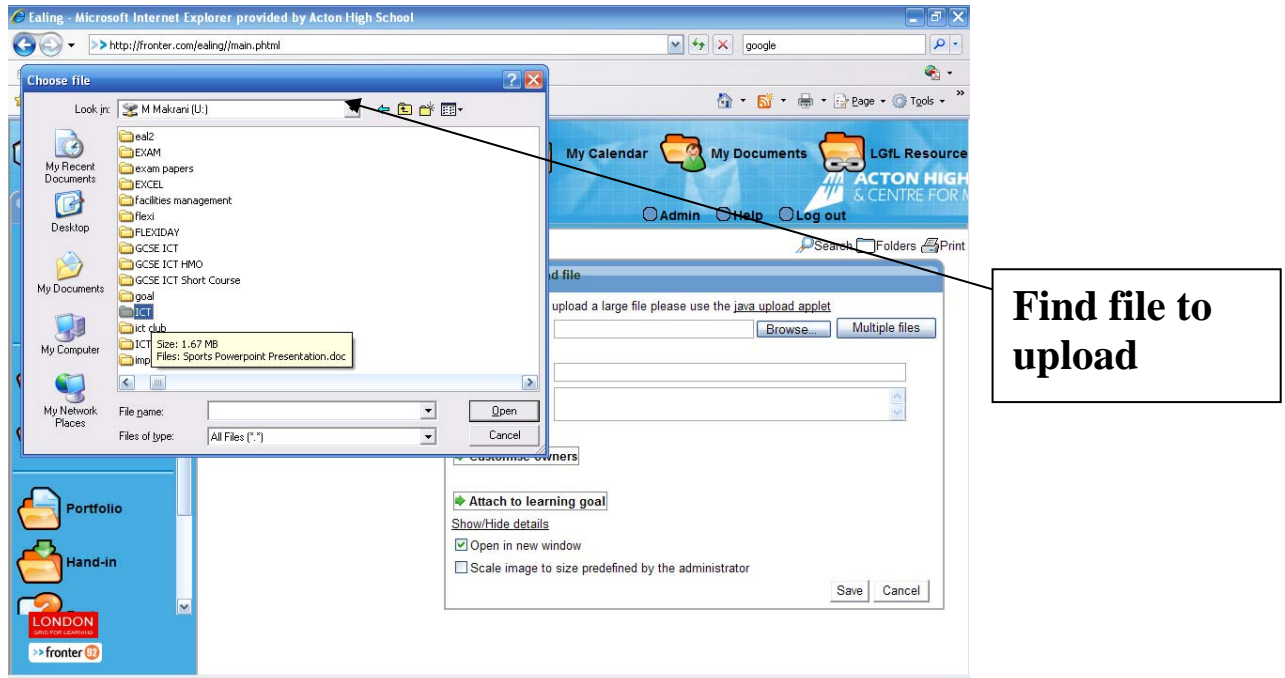 Ealing - Microsoft Internet Explorer provided by Acton High School
http://fronter.com/ealing//main.phtml
google
Page
Tools
Choose file
Look in:
M Makrani (U:)
My Recent Documents
Desktop
My Documents
My Computer
My Network Places
eal2
EXAM
exam papers
EXCEL
facilities management
flexi
FLEXIDAY
GCSE ICT
GCSE ICT HMO
GCSE ICT Short Course
goal
ICT
ict club
ICT
imp
Size: 1.67 MB
Files: Sports Powerpoint Presentation.doc
File name:
Open
Files of type:
All Files (*.*)
Cancel
My Calendar
My Documents
LGfL Resource
ACTON HIGH
& CENTRE FOR M
Admin
Help
Log out
Search
Folders
Print
d file
upload a large file please use the java upload applet
Browse...
Multiple files
Customise owners
Attach to learning goal
Show/Hide details
Open in new window
Scale image to size predefined by the administrator
Save
Cancel
Portfolio
Hand-in
LONDON
GRID FOR LEARNING
>> fronter 92
Find file to
upload